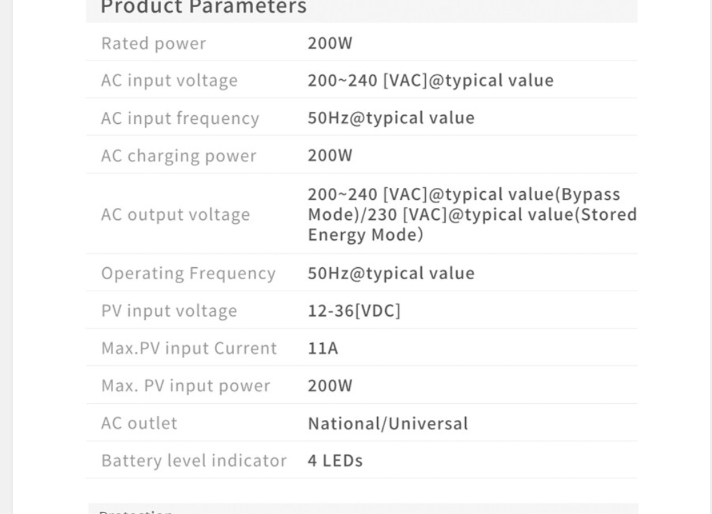 Product Parameters
Rated power 200W
AC input voltage 200~240 [VAC]@typical value
AC input frequency 50Hz@typical value
AC charging power 200W
AC output voltage 200~240 [VAC]@typical value(Bypass
Mode)/230 [VAC]@typical value(Stored
Energy Mode）
Operating Frequency 50Hz@typical value
PV input voltage 12-36[VDC]
Max.PV input Current 11A
Max. PV input power 200W
AC outlet National/Universal
Battery level indicator 4 LEDs
Protection